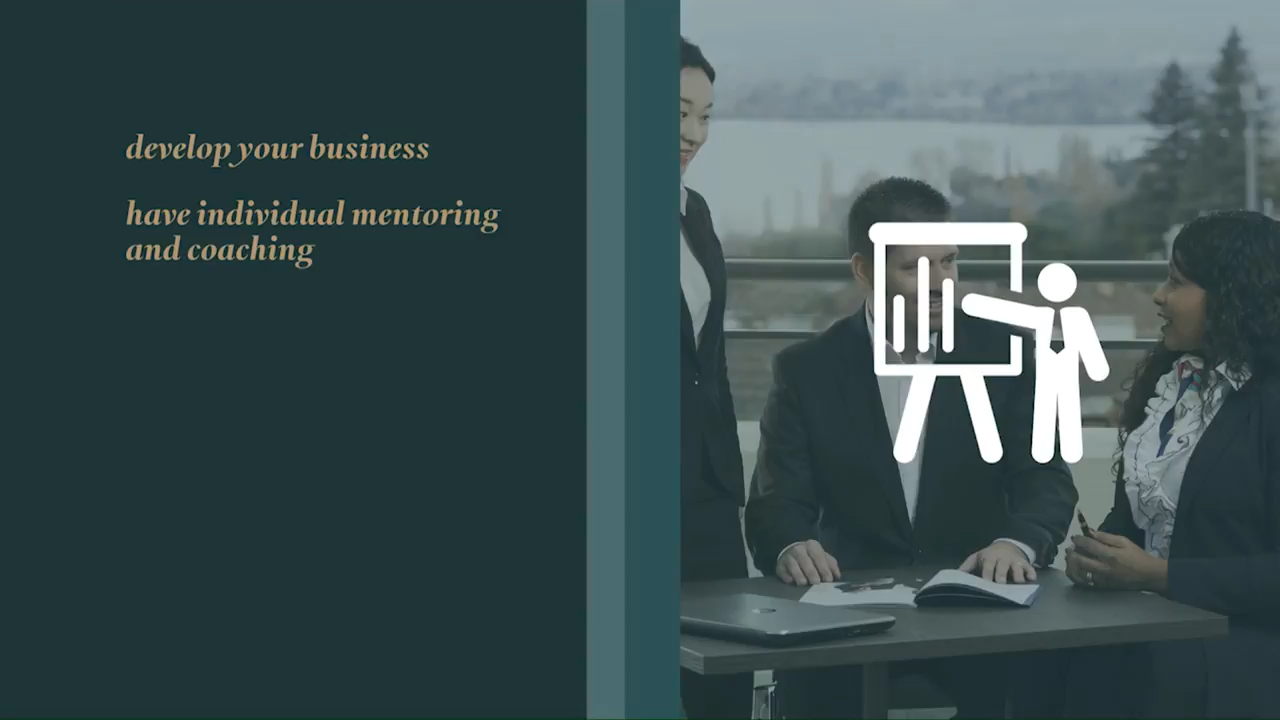 develop your business
have individual mentoring
and coaching